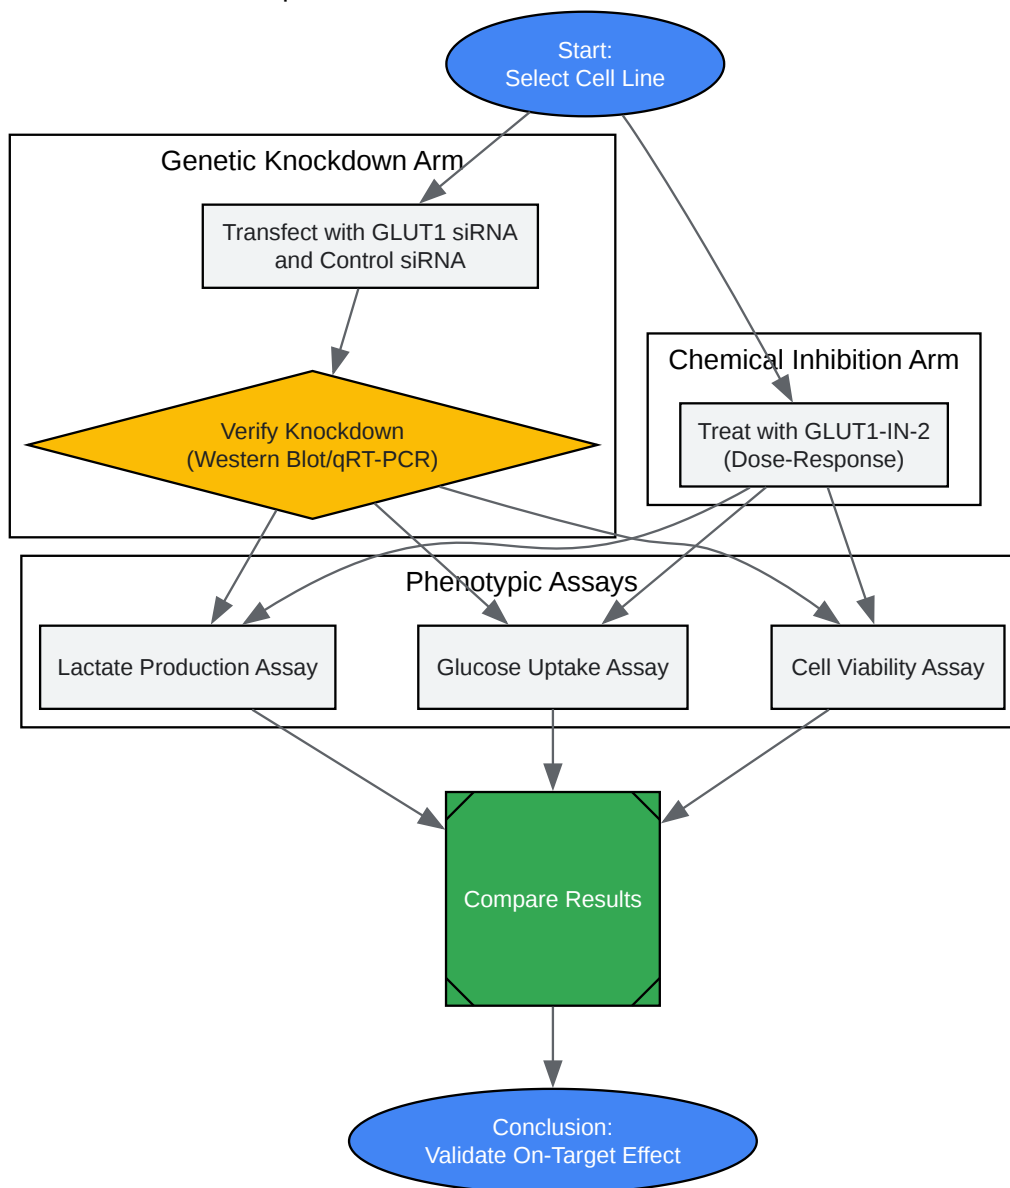 Start:
Select Cell Line
Genetic Knockdown Arm
Transfect with GLUT1 siRNA
and Control siRNA
Chemical Inhibition Arm
Verify Knockdown
(Western Blot/qRT-PCR)
Treat with GLUT1-IN-2
(Dose-Response)
Phenotypic Assays
Lactate Production Assay
Glucose Uptake Assay
Cell Viability Assay
Compare Results
Conclusion:
Validate On-Target Effect